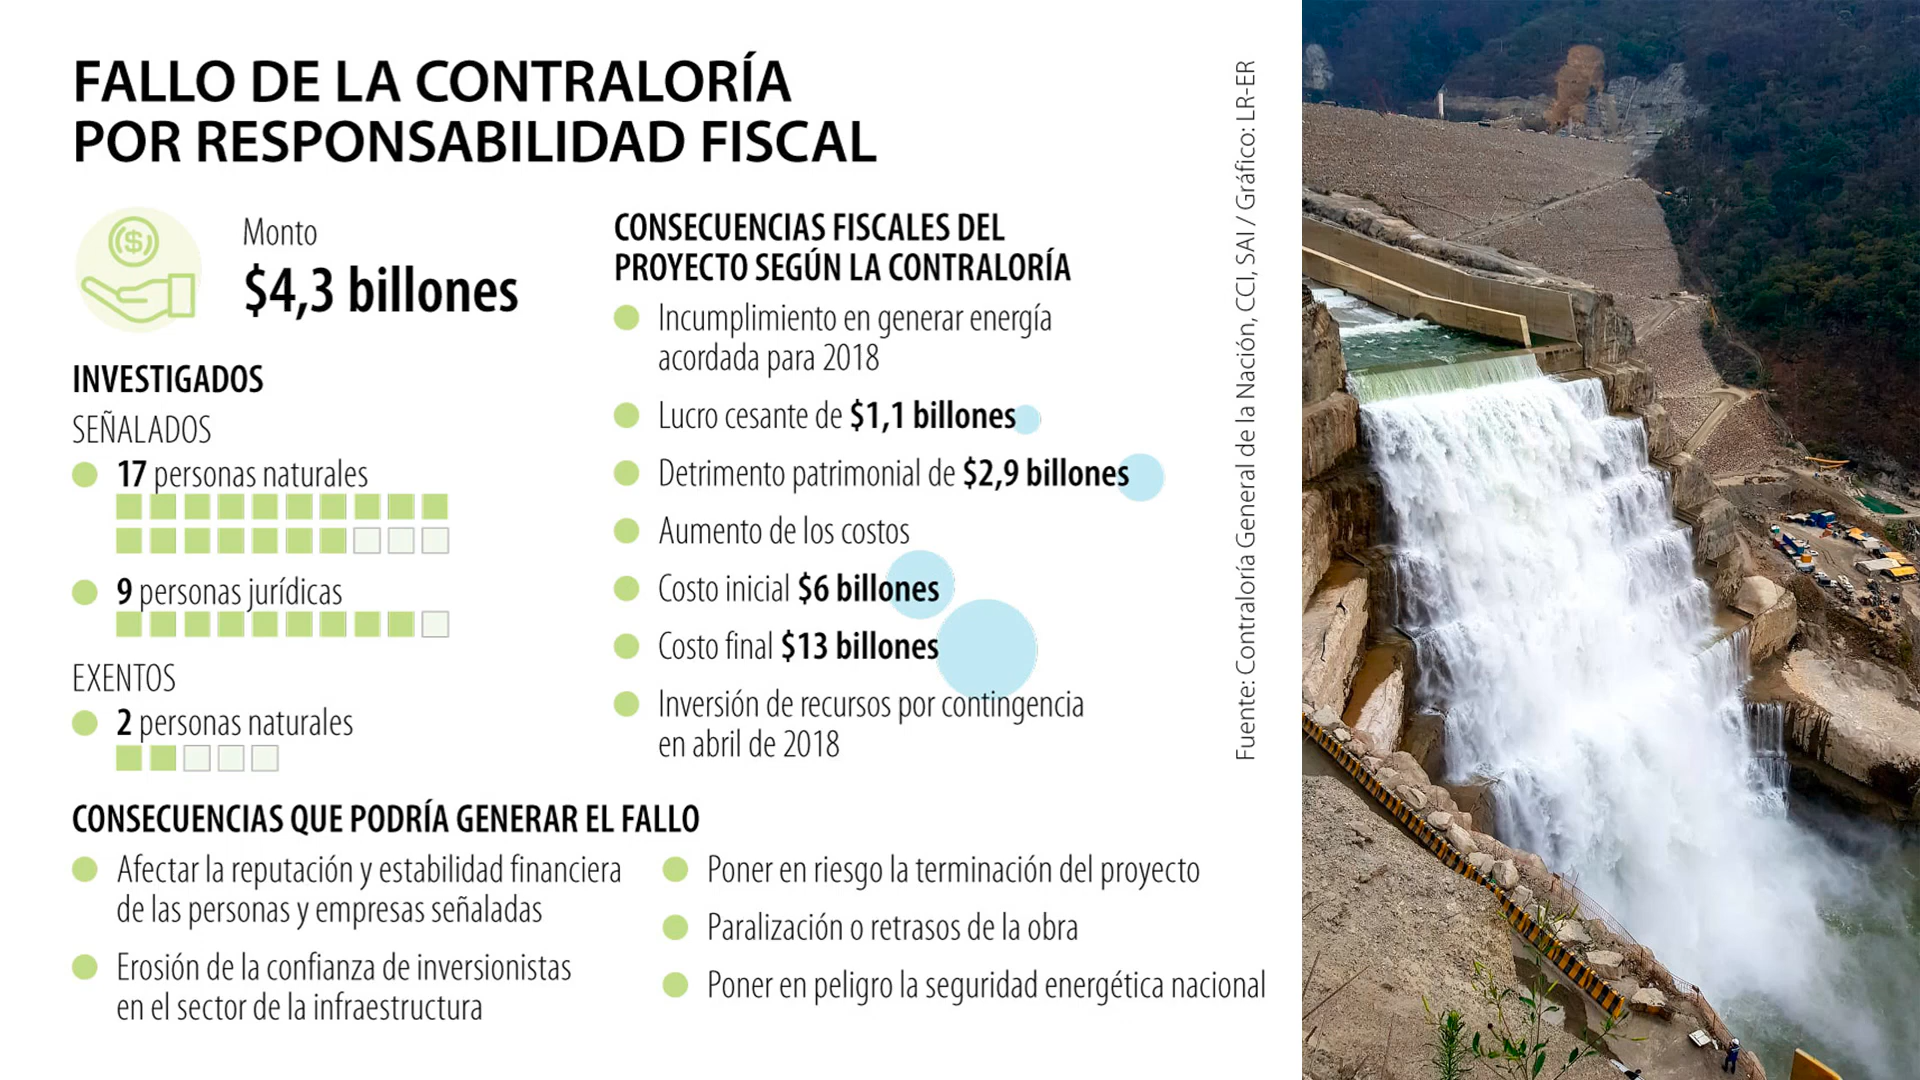 FALLO DE LA CONTRALORÍA
POR RESPONSABILIDAD FISCAL
Monto
$4,3 billones
INVESTIGADOS
SEÑALADOS
17 personas naturales
9 personas jurídicas
EXENTOS
2 personas naturales
CONSECUENCIAS FISCALES DEL
PROYECTO SEGÚN LA CONTRALORÍA
Incumplimiento en generar energía
acordada para 2018
Lucro cesante de $1,1 billones
Detrimento patrimonial de $2,9 billones
Aumento de los costos
Costo inicial $6 billones
Costo final $13 billones
Inversión de recursos por contingencia
en abril de 2018
CONSECUENCIAS QUE PODRÍA GENERAR EL FALLO
Afectar la reputación y estabilidad financiera
de las personas y empresas señaladas
Erosión de la confianza de inversionistas
en el sector de la infraestructura
Poner en riesgo la terminación del proyecto
Paralización o retrasos de la obra
Poner en peligro la seguridad energética nacional
Fuente: Contraloría General de la Nación, CCI, SAI / Gráfico: LR-ER